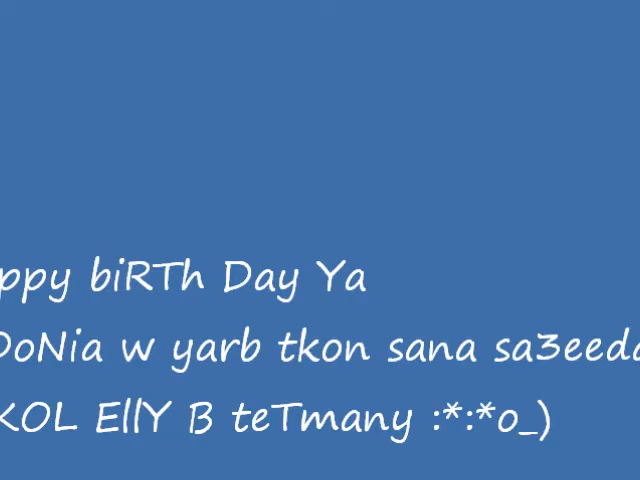 ppy biRTh Day Ya
DoNia w yarb tkon sana sa3eeda
KOL EllY B teTmany :*:*o_)